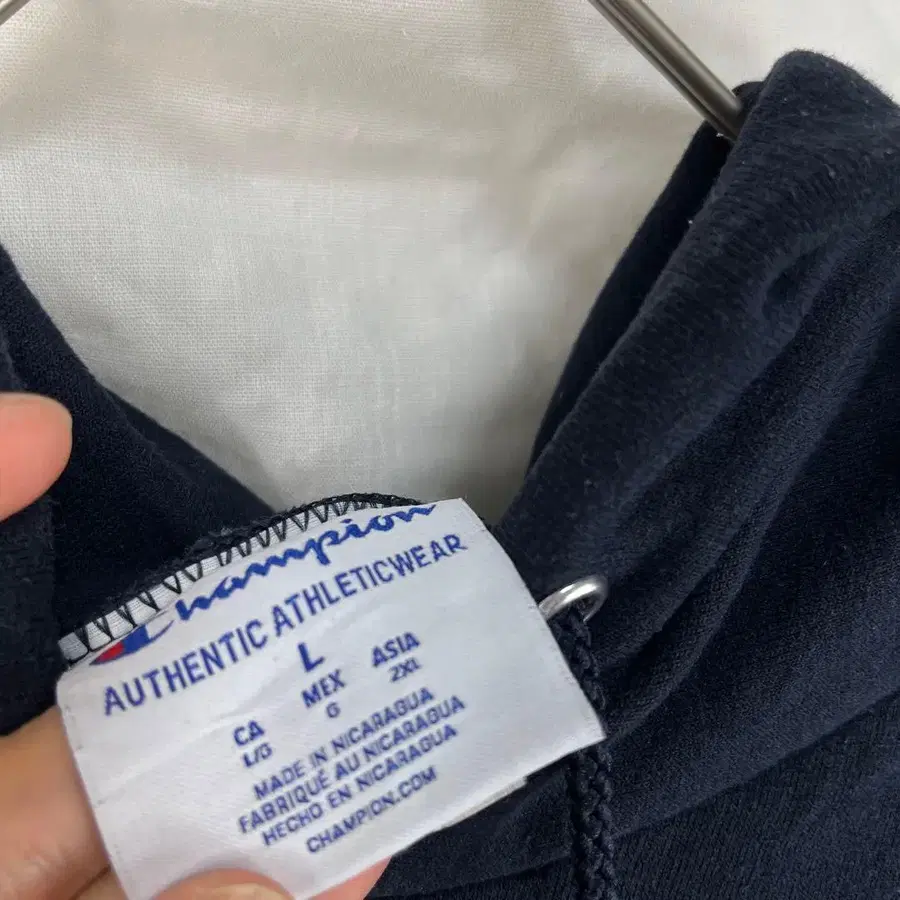 Champion
AUTHENTIC ATHLETICWEAR
L
CA MEX ASIA
L/G G 2XL
MADE IN NICARAGUA
FABRIQUÉ AU NICARAGUA
HECHO EN NICARAGUA
CHAMPION.COM